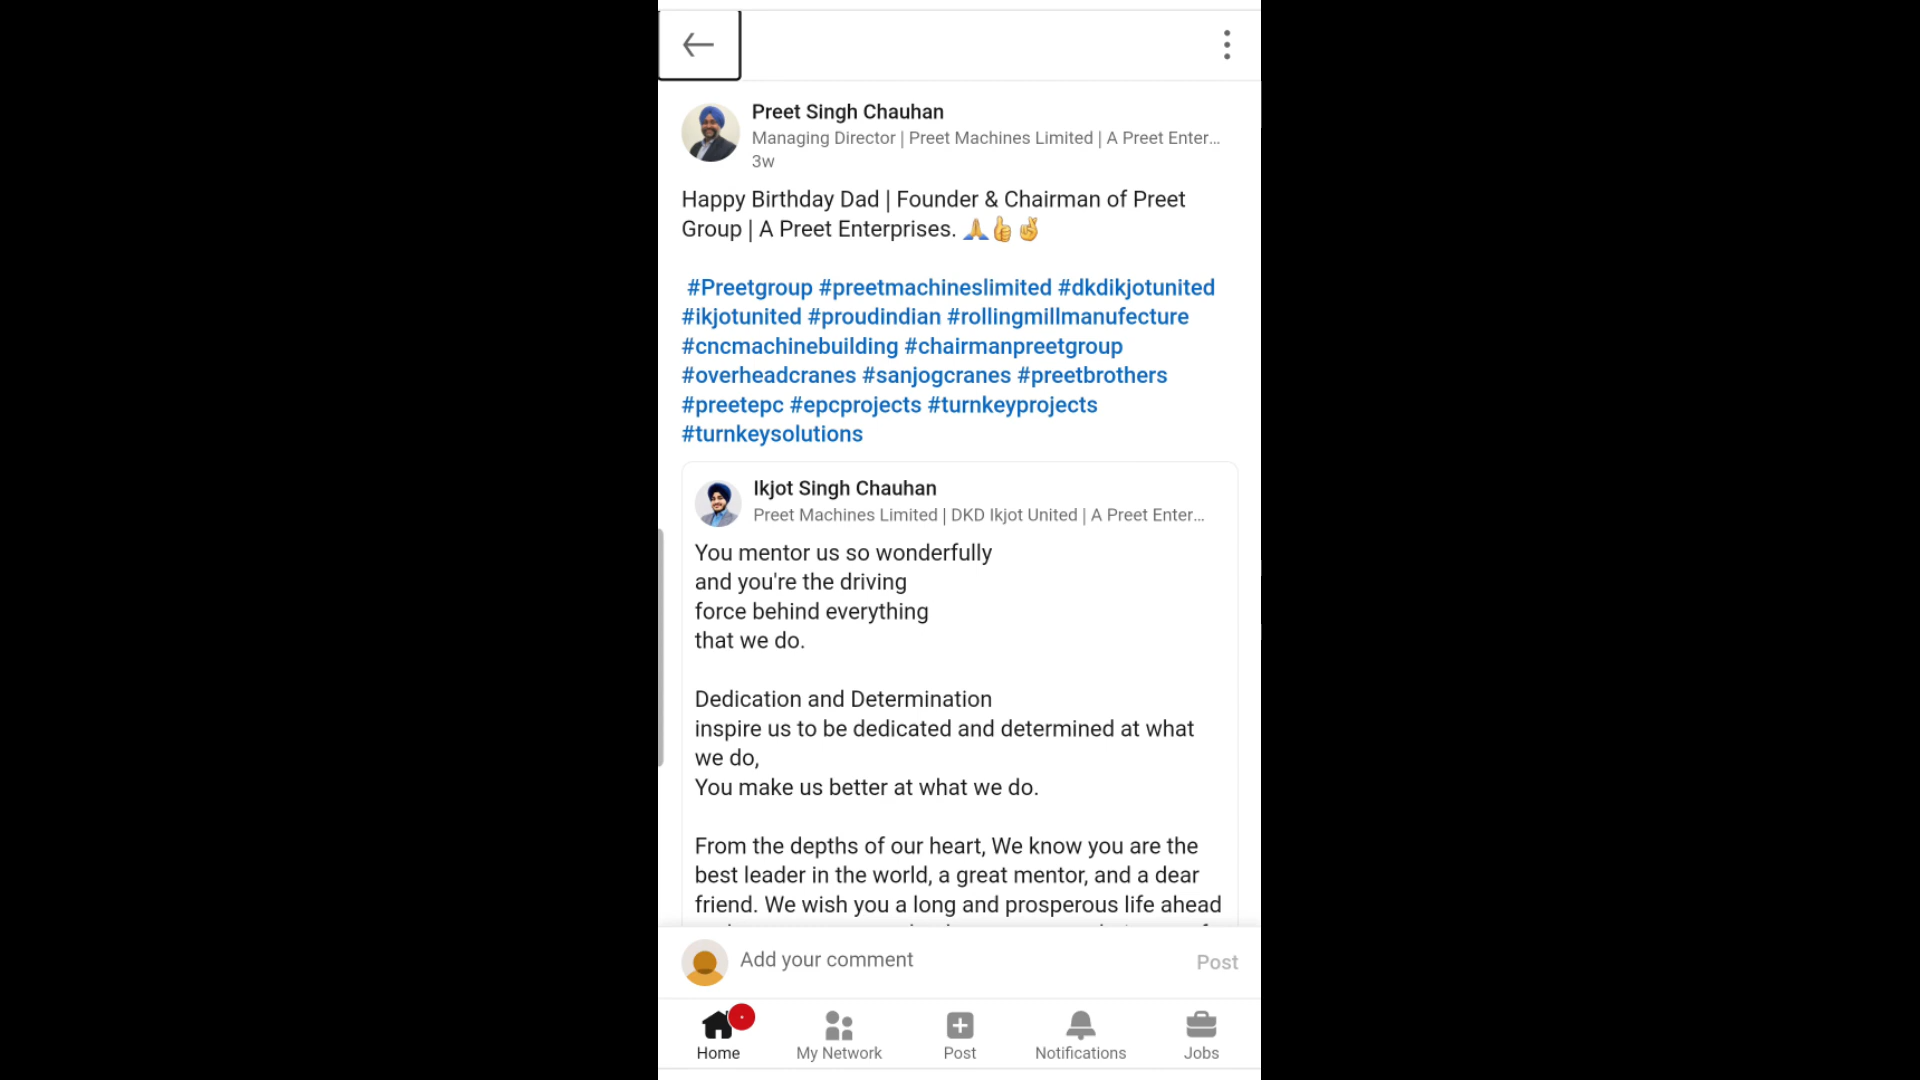 Preet Singh Chauhan
Managing Director | Preet Machines Limited | A Preet Enter...
3w
Happy Birthday Dad | Founder & Chairman of Preet
Group | A Preet Enterprises. 🙏👍✌
#Preetgroup #preetmachineslimited #dkdikjotunited
#ikjotunited #proudindian #rollingmillmanufecture
#cncmachinebuilding #chairmanpreetgroup
#overheadcranes #sanjogcranes #preetbrothers
#preetepc #epcprojects #turnkeyprojects
#turnkeysolutions
Ikjot Singh Chauhan
Preet Machines Limited | DKD Ikjot United | A Preet Enter...
You mentor us so wonderfully
and you're the driving
force behind everything
that we do.
Dedication and Determination
inspire us to be dedicated and determined at what
we do,
You make us better at what we do.
From the depths of our heart, We know you are the
best leader in the world, a great mentor, and a dear
friend. We wish you a long and prosperous life ahead
Add your comment
Post
Home
My Network
Post
Notifications
Jobs